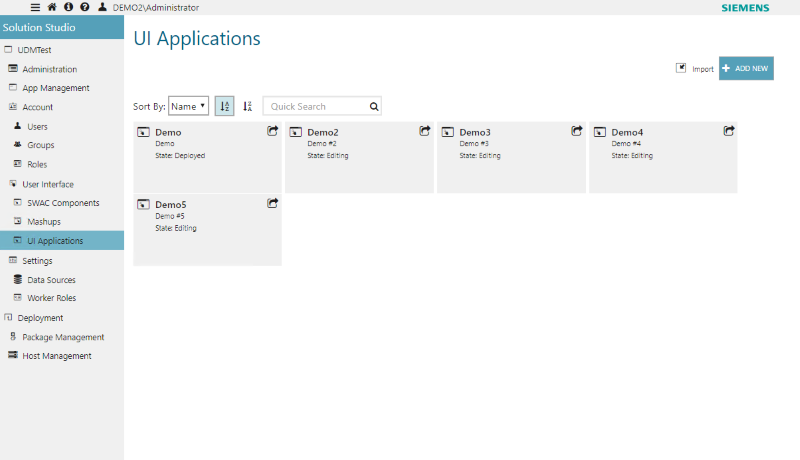 DEMO2\Administrator
SIEMENS
Solution Studio
UDMTest
Administration
App Management
Account
Users
Groups
Roles
User Interface
SWAC Components
Mashups
UI Applications
Settings
Data Sources
Worker Roles
Deployment
Package Management
Host Management
UI Applications
Import
ADD NEW
Sort By: Name
Quick Search
Demo
Demo
State: Deployed
Demo2
Demo #2
State: Editing
Demo3
Demo #3
State: Editing
Demo4
Demo #4
State: Editing
Demo5
Demo #5
State: Editing